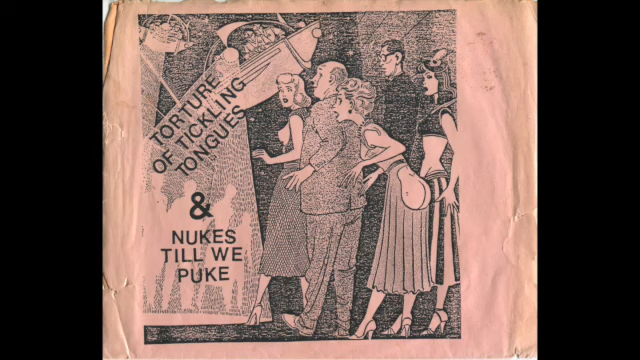 TORTURE
OF TICKLING
TONGUES
&
NUKES
TILL WE
PUKE